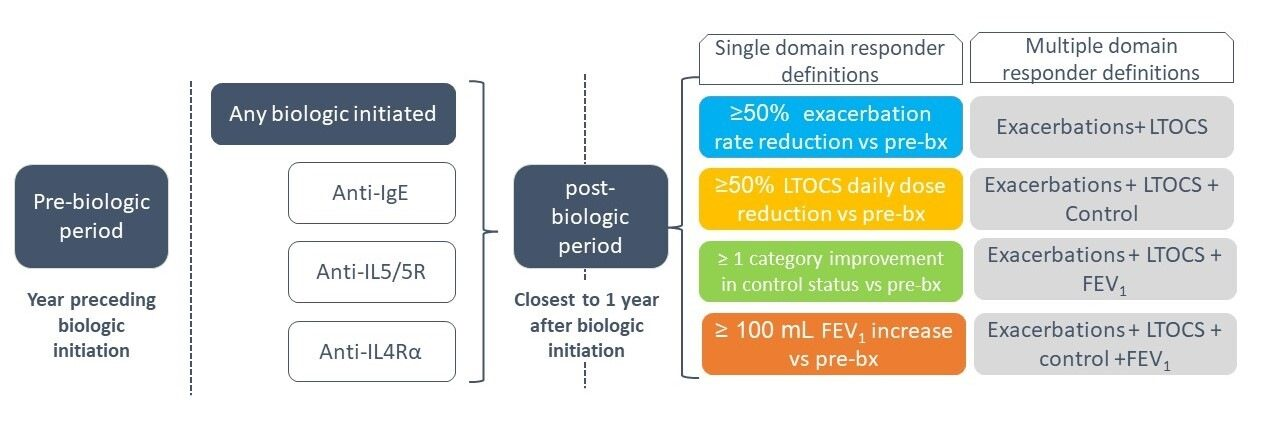 Pre-biologic
period
Year preceding
biologic
initiation
Any biologic initiated
Anti-IgE
Anti-IL5/5R
Anti-IL4Rα
post-
biologic
period
Closest to 1 year
after biologic
initiation
Single domain responder
definitions
≥50% exacerbation
rate reduction vs pre-bx
≥50% LTOCS daily dose
reduction vs pre-bx
≥ 1 category improvement
in control status vs pre-bx
≥ 100 mL FEV₁ increase
vs pre-bx
Multiple domain
responder definitions
Exacerbations+ LTOCS
Exacerbations + LTOCS +
Control
Exacerbations + LTOCS +
FEV₁
Exacerbations + LTOCS +
control +FEV₁